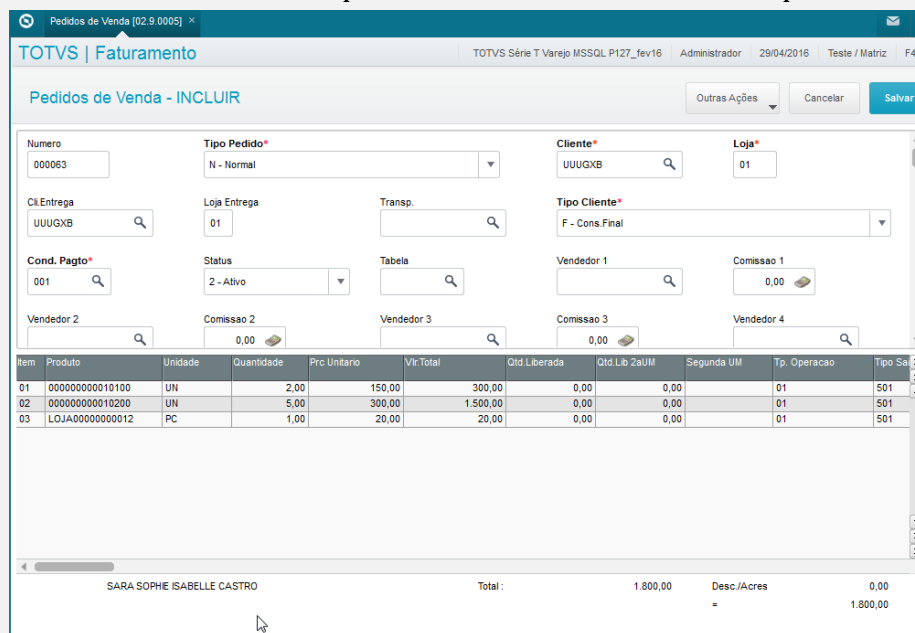 Pedidos de Venda [02.9.0005] ×
TOTVS | Faturamento TOTVS Série T Varejo MSSQL P127_fev16 Administrador 29/04/2016 Teste / Matriz F4
Pedidos de Venda - INCLUIR Outras Ações Cancelar Salvar
Numero Tipo Pedido* Cliente* Loja*
000063 N - Normal UUUGXB 01
Cli.Entrega Loja Entrega Transp. Tipo Cliente*
UUUGXB 01 F - Cons.Final
Cond. Pagto* Status Tabela Vendedor 1 Comissao 1
001 2 - Ativo 0,00
Vendedor 2 Comissao 2 Vendedor 3 Comissao 3 Vendedor 4
0,00 0,00
Item Produto Unidade Quantidade Prc Unitario Vlr.Total Qtd.Liberada Qtd.Lib 2aUM Segunda UM Tp. Operacao Tipo Sai
01 000000000010100 UN 2,00 150,00 300,00 0,00 0,00 01 501
02 000000000010200 UN 5,00 300,00 1.500,00 0,00 0,00 01 501
03 LOJA00000000012 PC 1,00 20,00 20,00 0,00 0,00 01 501
SARA SOPHIE ISABELLE CASTRO Total : 1.800,00 Desc./Acres 0,00
= 1.800,00